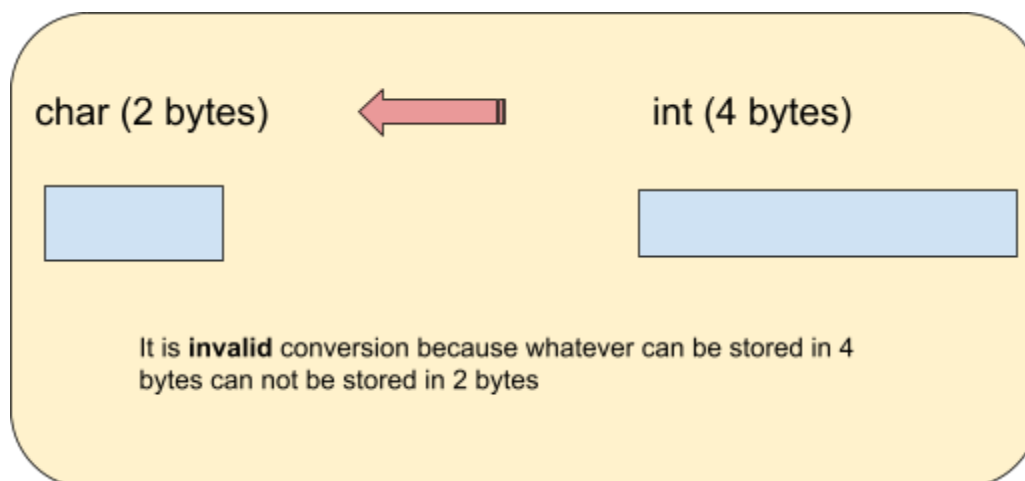 char (2 bytes)
int (4 bytes)
It is invalid conversion because whatever can be stored in 4
bytes can not be stored in 2 bytes